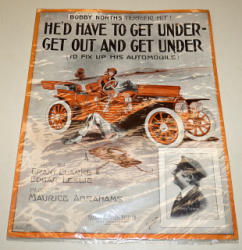 BOBBY NORTH'S TERRIFIC HIT!
HE'D HAVE TO GET UNDER-
GET OUT AND GET UNDER
(TO FIX UP HIS AUTOMOBILE)
GRANT CLARKE &
EDGAR LESLIE
MAURICE ABRAHAMS